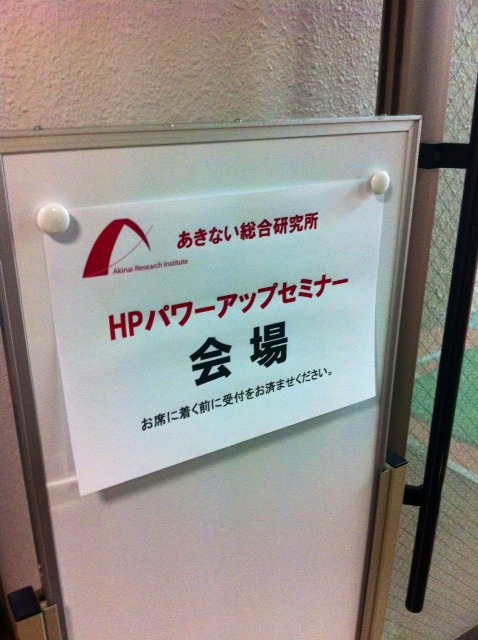 あきない総合研究所
Akinai Research Institute
HPパワーアップセミナー
会場
お席に着く前に受付をお済ませください。